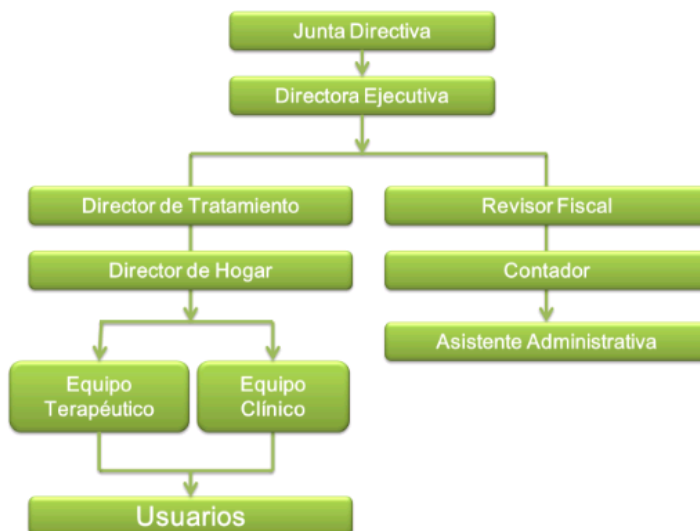 Junta Directiva
Directora Ejecutiva
Director de Tratamiento
Revisor Fiscal
Director de Hogar
Contador
Asistente Administrativa
Equipo
Terapéutico
Equipo
Clínico
Usuarios